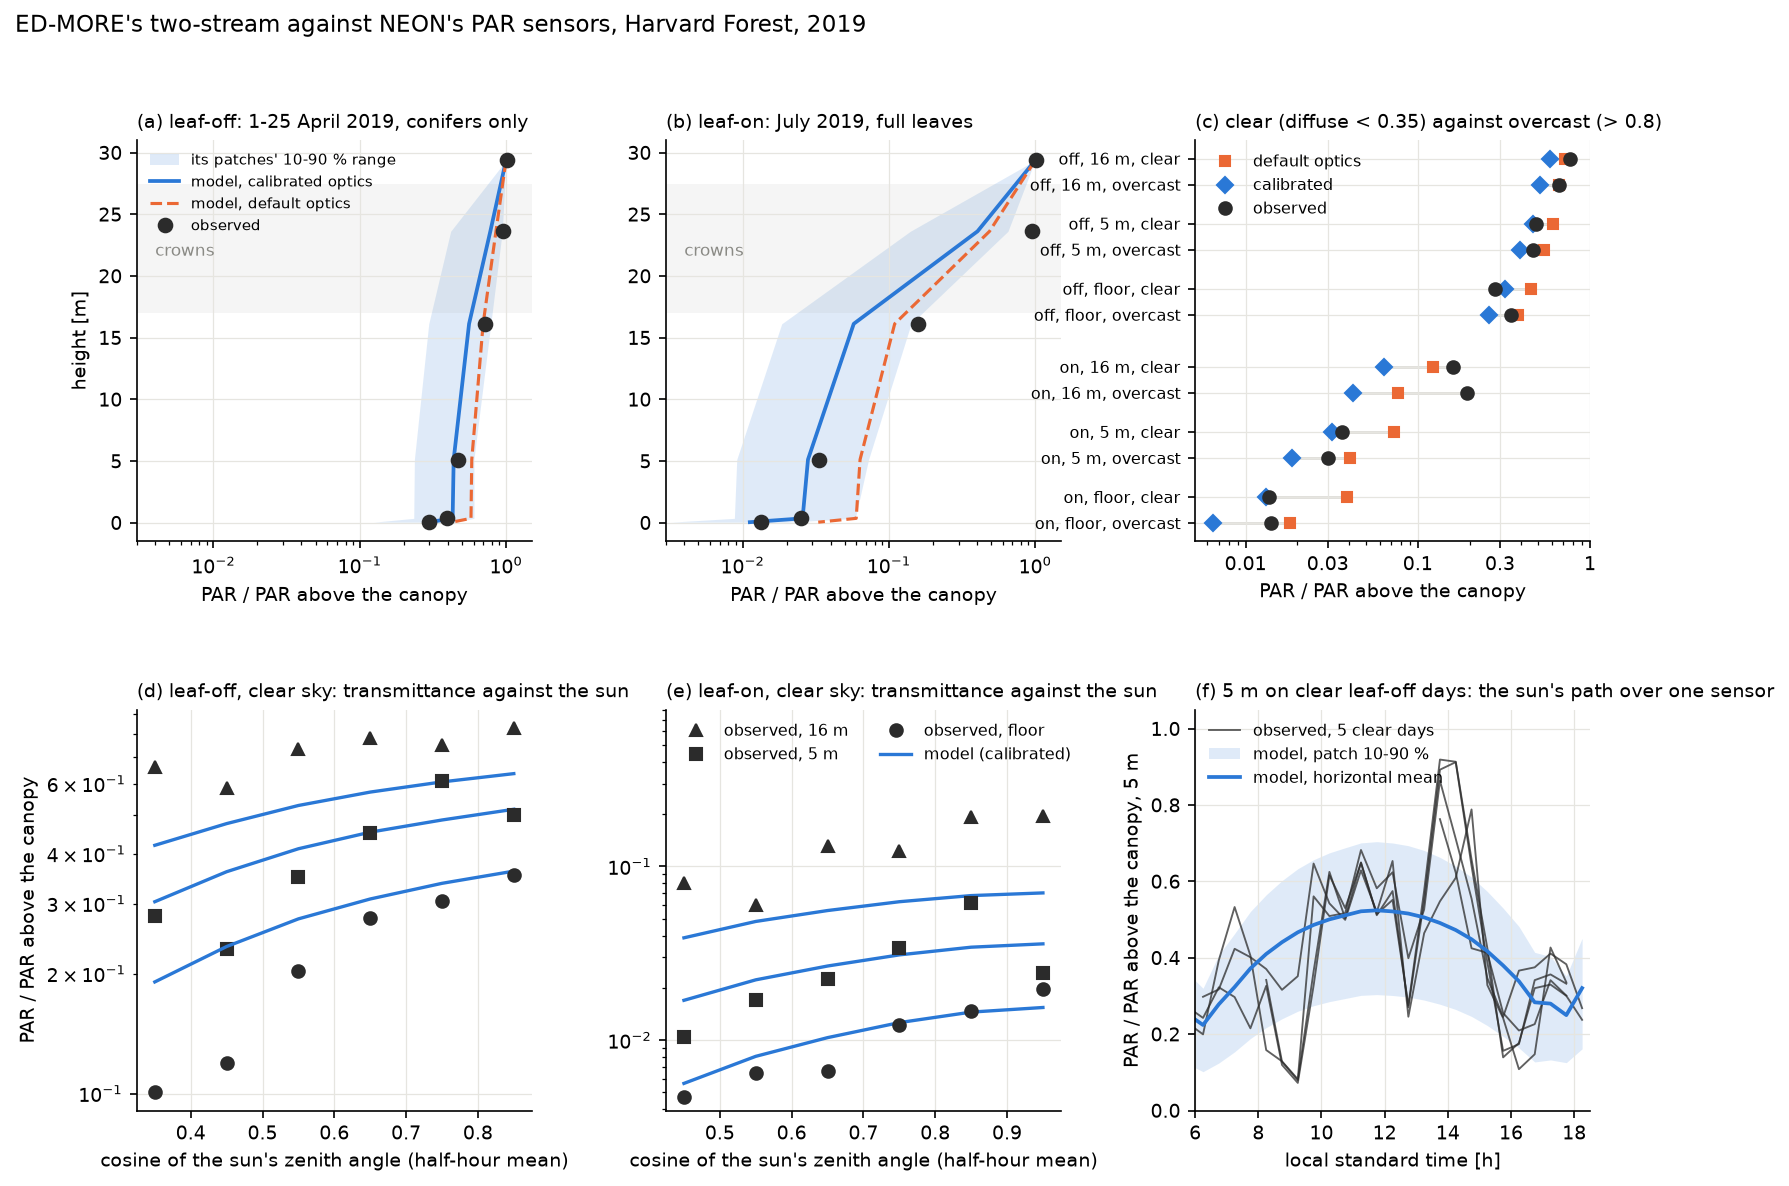 ED-MORE's two-stream against NEON's PAR sensors, Harvard Forest, 2019
(a) leaf-off: 1-25 April 2019, conifers only
its patches' 10-90 % range
model, calibrated optics
model, default optics
observed
crowns
height [m]
30
25
20
15
10
5
0
10⁻²
10⁻¹
10⁰
PAR / PAR above the canopy
(b) leaf-on: July 2019, full leaves
crowns
30
25
20
15
10
5
0
10⁻²
10⁻¹
10⁰
PAR / PAR above the canopy
(c) clear (diffuse < 0.35) against overcast (> 0.8)
default optics
calibrated
observed
off, 16 m, clear
off, 16 m, overcast
off, 5 m, clear
off, 5 m, overcast
off, floor, clear
off, floor, overcast
on, 16 m, clear
on, 16 m, overcast
on, 5 m, clear
on, 5 m, overcast
on, floor, clear
on, floor, overcast
0.01
0.03
0.1
0.3
1
PAR / PAR above the canopy
(d) leaf-off, clear sky: transmittance against the sun
PAR / PAR above the canopy
6 × 10⁻¹
4 × 10⁻¹
3 × 10⁻¹
2 × 10⁻¹
10⁻¹
0.4
0.5
0.6
0.7
0.8
cosine of the sun's zenith angle (half-hour mean)
(e) leaf-on, clear sky: transmittance against the sun
observed, 16 m
observed, 5 m
observed, floor
model (calibrated)
10⁻¹
10⁻²
0.5
0.6
0.7
0.8
0.9
cosine of the sun's zenith angle (half-hour mean)
(f) 5 m on clear leaf-off days: the sun's path over one sensor
observed, 5 clear days
model, patch 10-90 %
model, horizontal mean
PAR / PAR above the canopy, 5 m
1.0
0.8
0.6
0.4
0.2
0.0
6
8
10
12
14
16
18
local standard time [h]